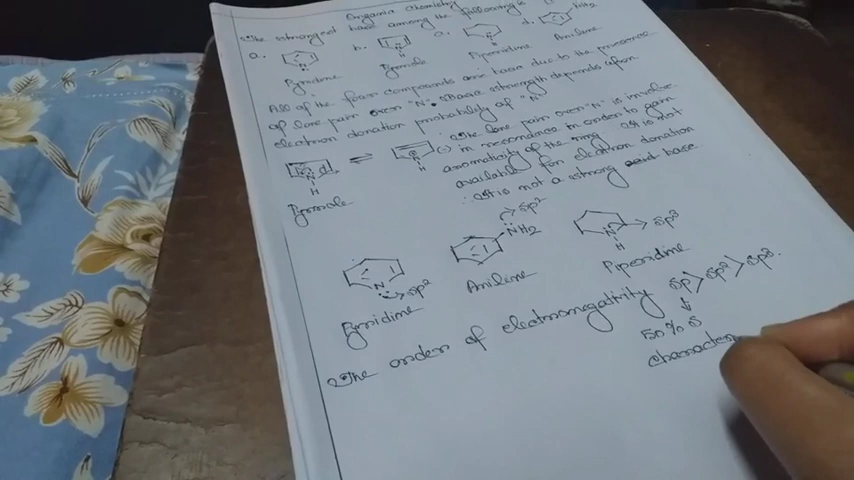 Organic Chemistry
The strongest base among the following is
a. b. c. d. NH2
Pyridine Pyrrole Piperidine Aniline
All of the four compounds are base due to the presence
of lone pair over "N". Base strength depends upon
electron donation probability of "N"
The lone pair over "N" is involve
in resonance in order to gain
aromaticity of the ring. It is not
available for electron donation
∴ It is not a strong base
Pyrrole
sp2
NH2
sp3
N
H
sp2
Pyridine Aniline Piperidine
The order of electronegativity sp>sp2>sp3.
50% s
character